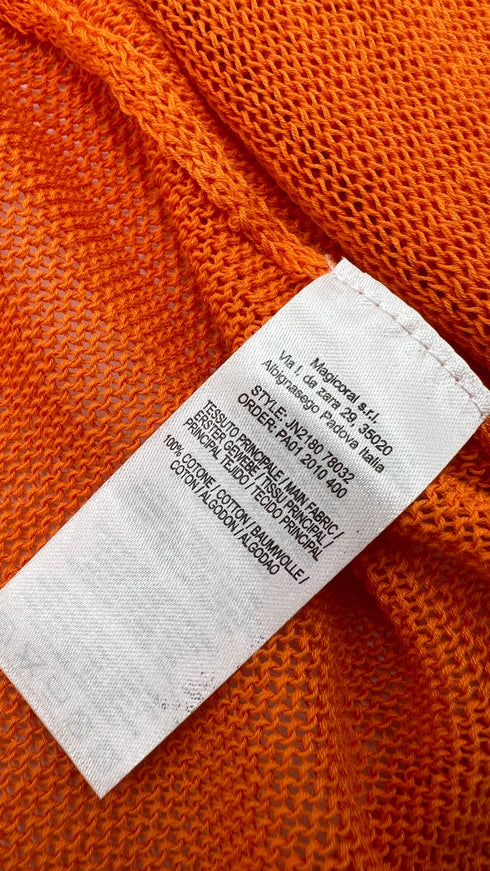 Magicoral s.r.l.
Via I. da zara 29, 35020
Albignasego Padova Italia
STYLE: JN2180 78032
ORDER: PA01 2010 400
TESSUTO PRINCIPALE / MAIN FABRIC /
ERSTER GEWEBE / TISSU PRINCIPAL /
PRINCIPAL TEJIDO / TECIDO PRINCIPAL
100% COTONE / COTTON / BAUMWOLLE /
COTON / ALGODON / ALGODAO